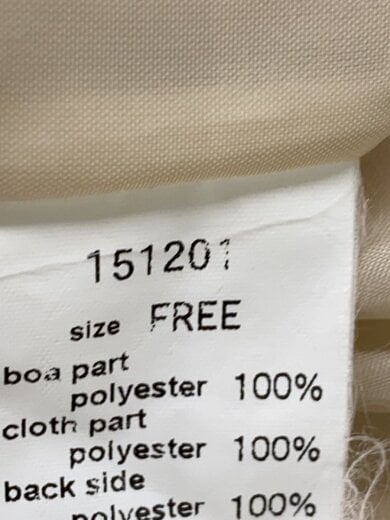 151201
size FREE
boa part
polyester 100%
cloth part
polyester 100%
back side
polyester 100%